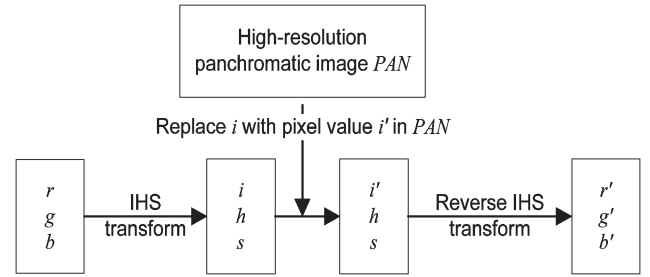 High-resolution
panchromatic image PAN
Replace i with pixel value i′ in PAN
r
g
b
IHS
transform
i
h
s
i′
h
s
Reverse IHS
transform
r′
g′
b′